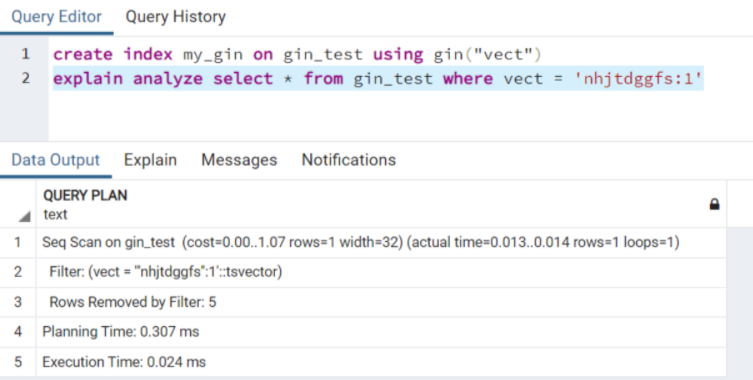 Query Editor Query History
1 create index my_gin on gin_test using gin("vect")
2 explain analyze select * from gin_test where vect = 'nhjtdggfs:1'
Data Output Explain Messages Notifications
QUERY PLAN
text
1 Seq Scan on gin_test (cost=0.00..1.07 rows=1 width=32) (actual time=0.013..0.014 rows=1 loops=1)
2 Filter: (vect = '''nhjtdggfs'':1'::tsvector)
3 Rows Removed by Filter: 5
4 Planning Time: 0.307 ms
5 Execution Time: 0.024 ms